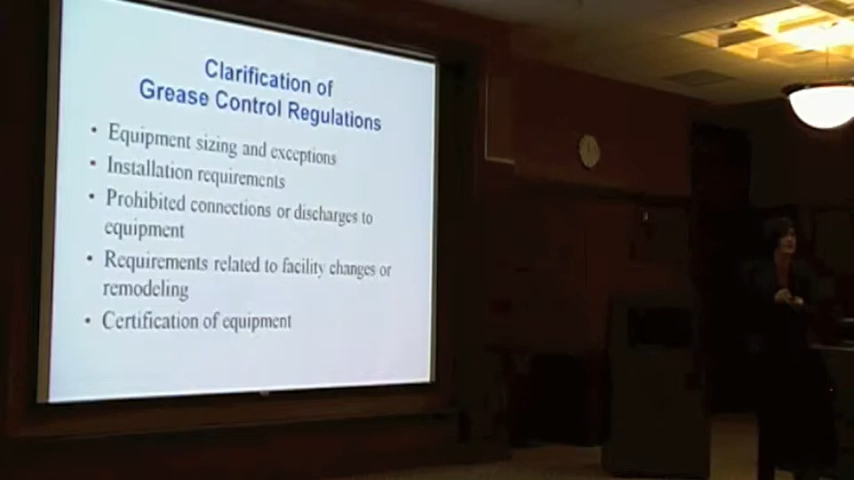 Clarification of
Grease Control Regulations
• Equipment sizing and exceptions
• Installation requirements
• Prohibited connections or discharges to
equipment
• Requirements related to facility changes or
remodeling
• Certification of equipment